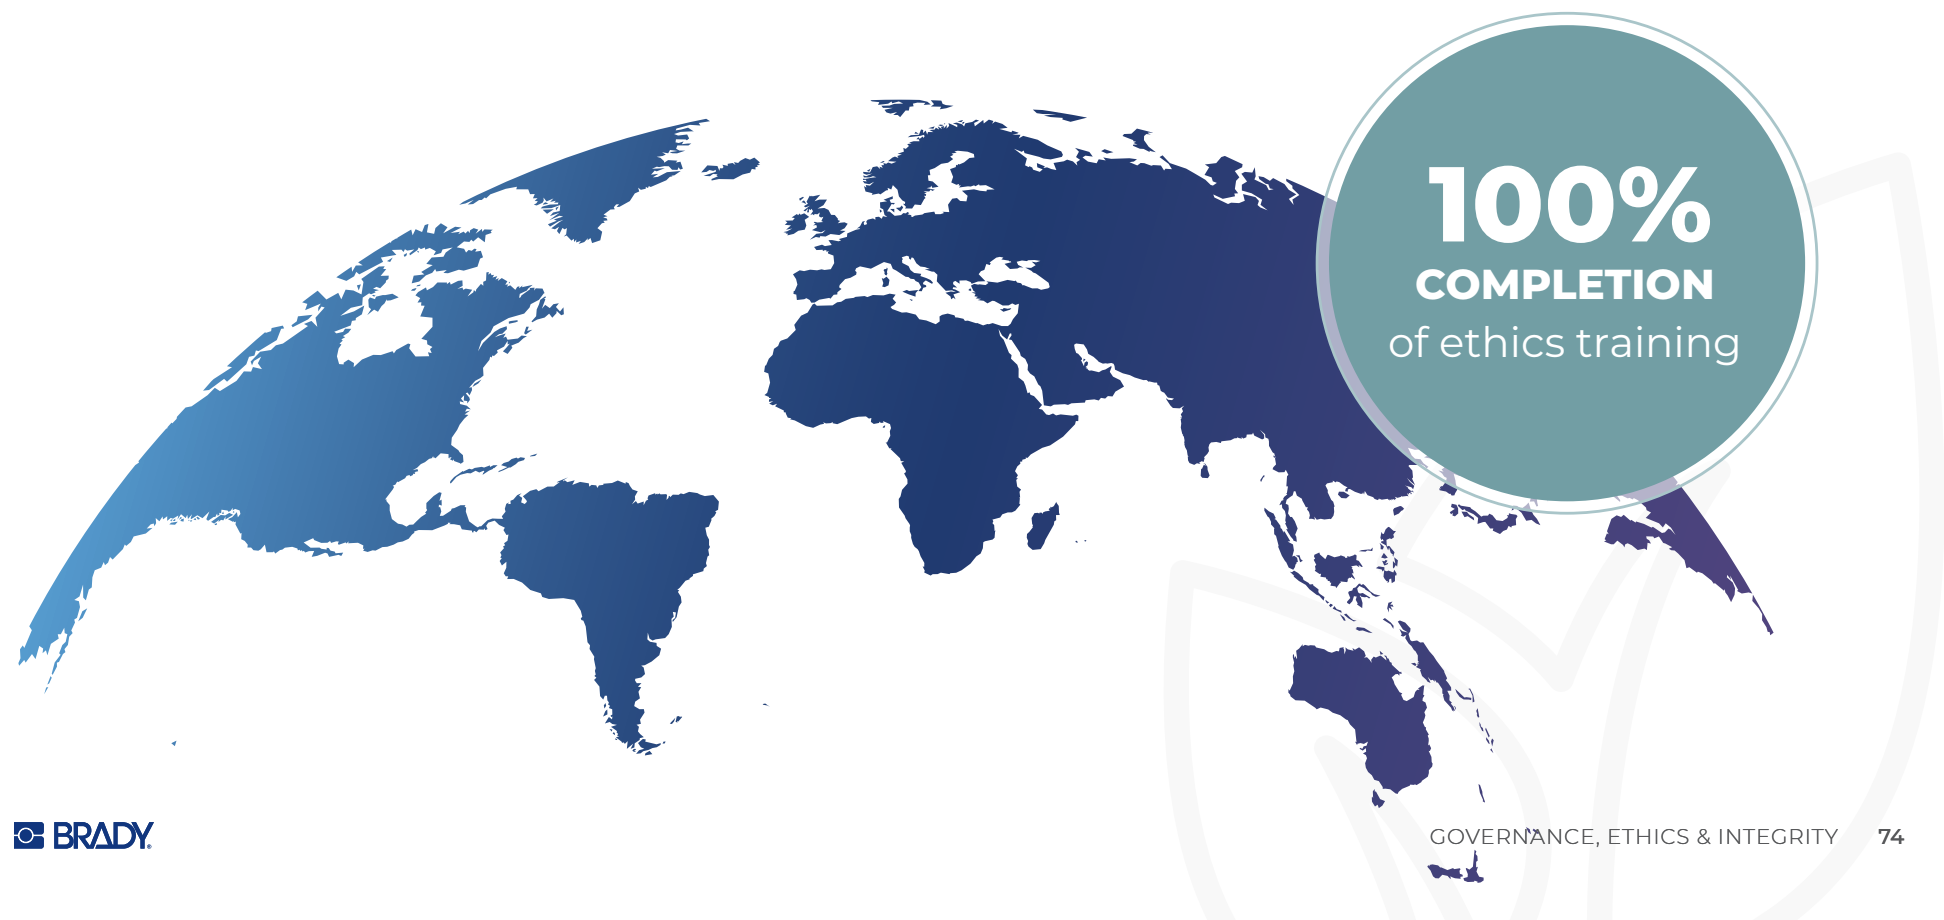 100%
COMPLETION
of ethics training
BRADY®
GOVERNANCE, ETHICS & INTEGRITY 74